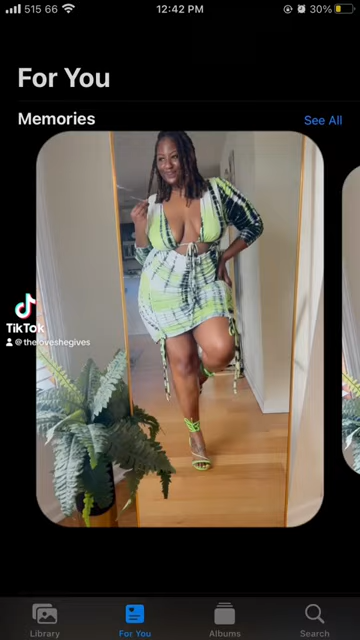 515 66
12:42 PM
30%
For You
Memories
See All
TikTok
@theloveshegives
Library
For You
Albums
Search